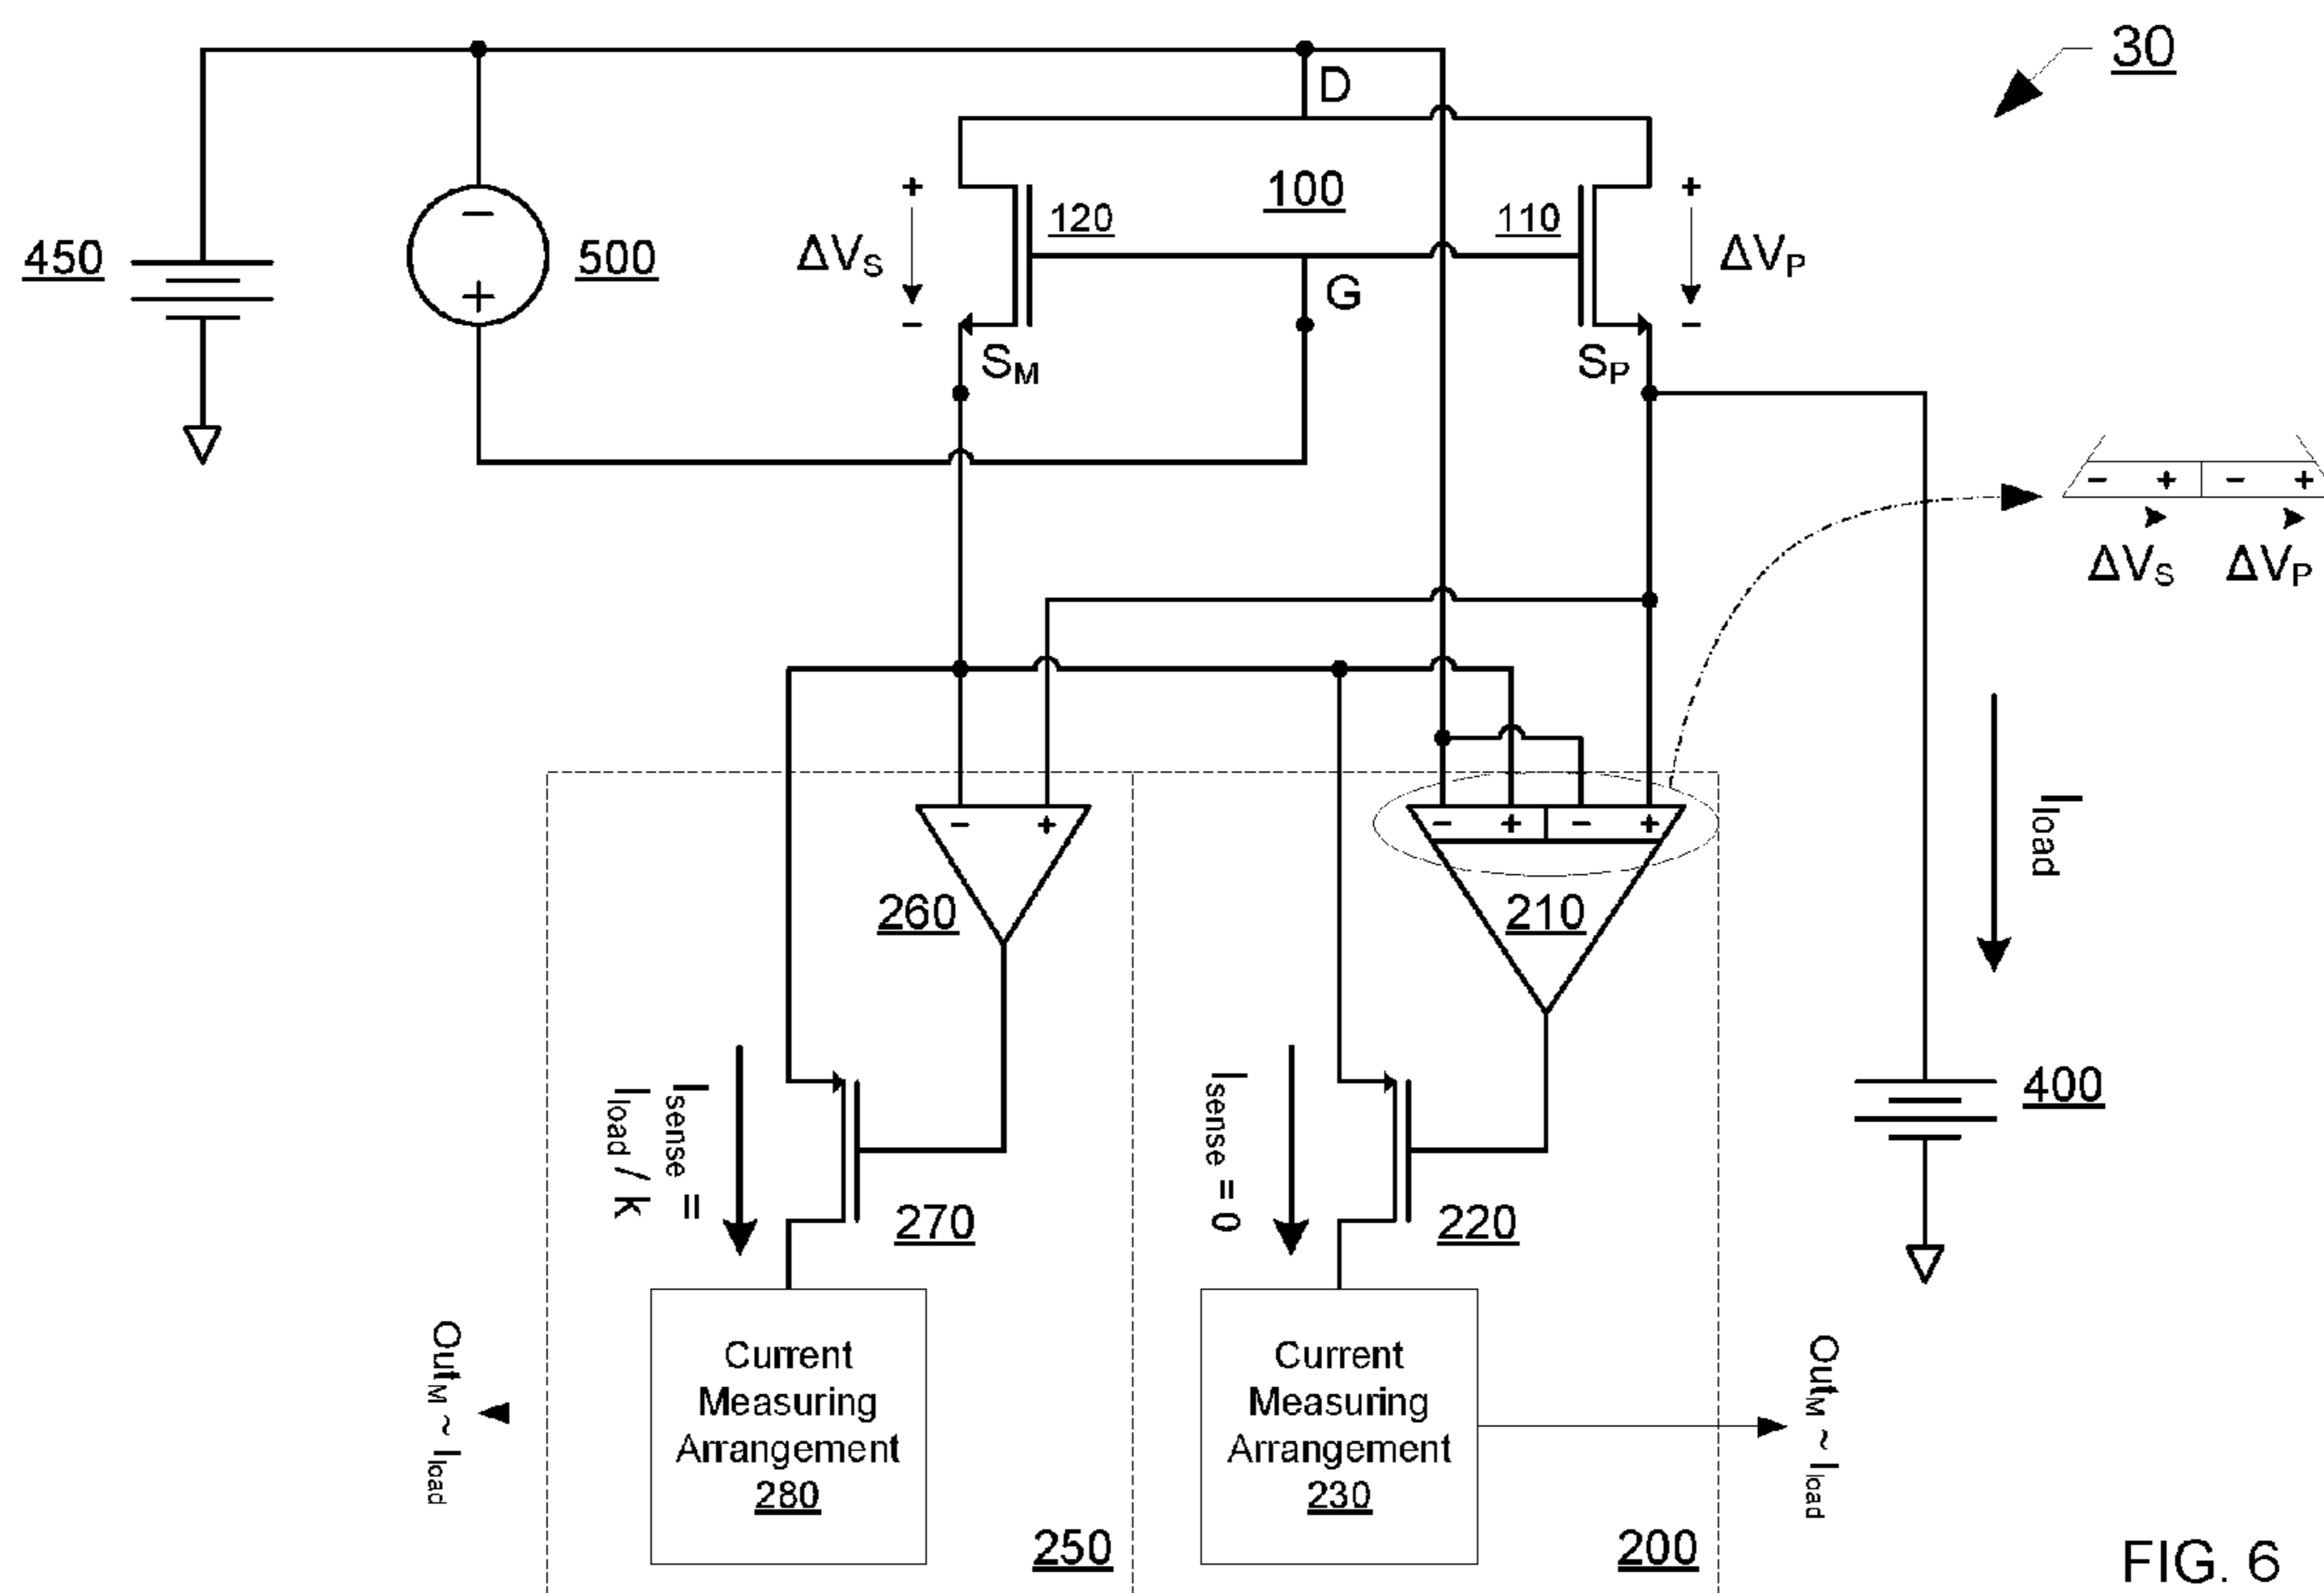 30
D
450
− +
500
+ −
ΔVS
120
100
110
+ −
ΔVP
G
SM
SP
− + − +
ΔVS ΔVP
− +
− + − +
260
210
Iload
Isense =
Iload / k
270
Isense = 0
220
400
OutM ~ Iload
Current
Measuring
Arrangement
280
Current
Measuring
Arrangement
230
OutM ~ Iload
250
200
FIG. 6